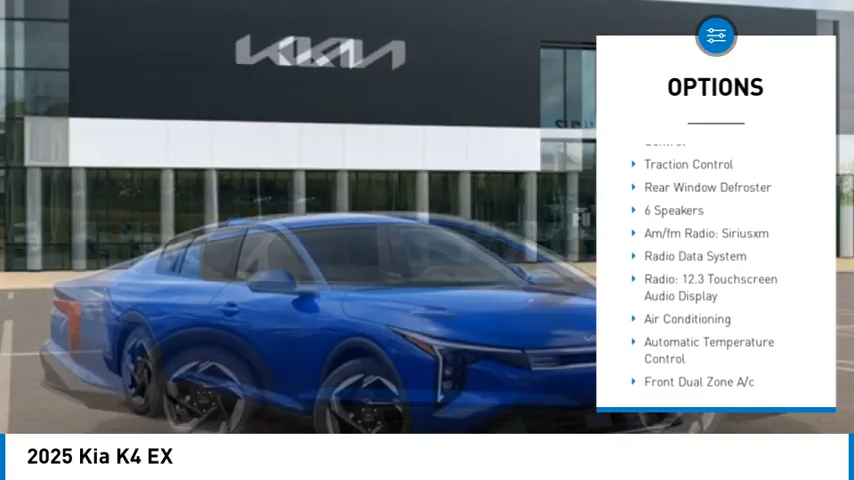 KIA
OPTIONS
Traction Control
Rear Window Defroster
6 Speakers
Am/fm Radio: Siriusxm
Radio Data System
Radio: 12.3 Touchscreen
Audio Display
Air Conditioning
Automatic Temperature
Control
Front Dual Zone A/c
2025 Kia K4 EX